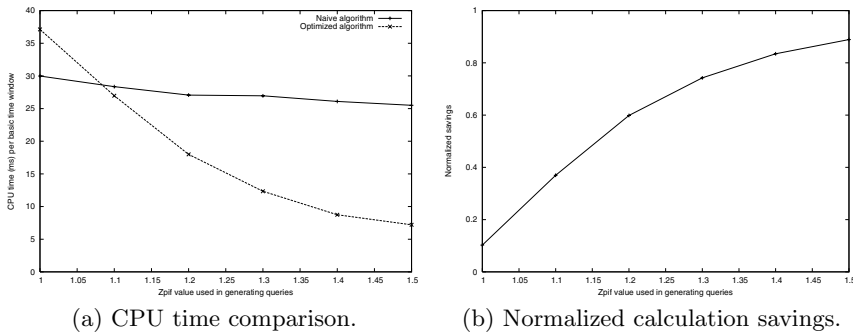 40
35
30
25
20
15
10
5
0
CPU time (ms) per basic time window
Naive algorithm
Optimized algorithm
1 1.05 1.1 1.15 1.2 1.25 1.3 1.35 1.4 1.45 1.5
Zpif value used in generating queries
(a) CPU time comparison.
1
0.8
0.6
0.4
0.2
0
Normalized savings
1 1.05 1.1 1.15 1.2 1.25 1.3 1.35 1.4 1.45 1.5
Zpif value used in generating queries
(b) Normalized calculation savings.